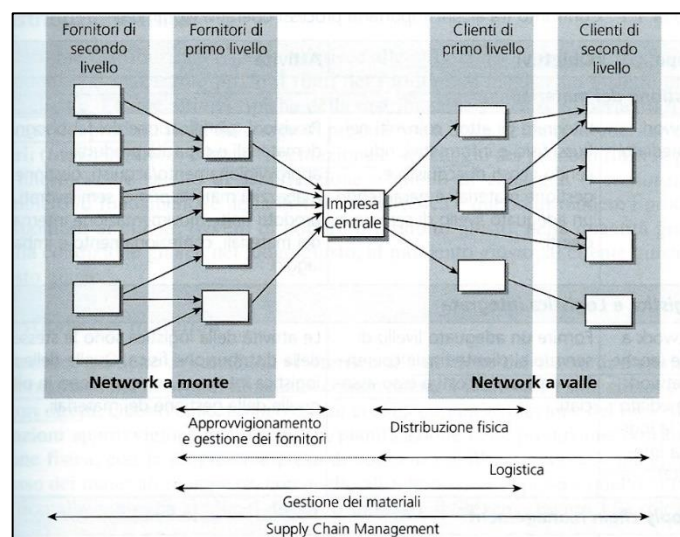 Fornitori di
secondo
livello
Fornitori di
primo livello
Clienti di
primo livello
Clienti di
secondo
livello
Impresa
Centrale
Network a monte
Network a valle
Approvvigionamento
e gestione dei fornitori
Distribuzione fisica
Logistica
Gestione dei materiali
Supply Chain Management